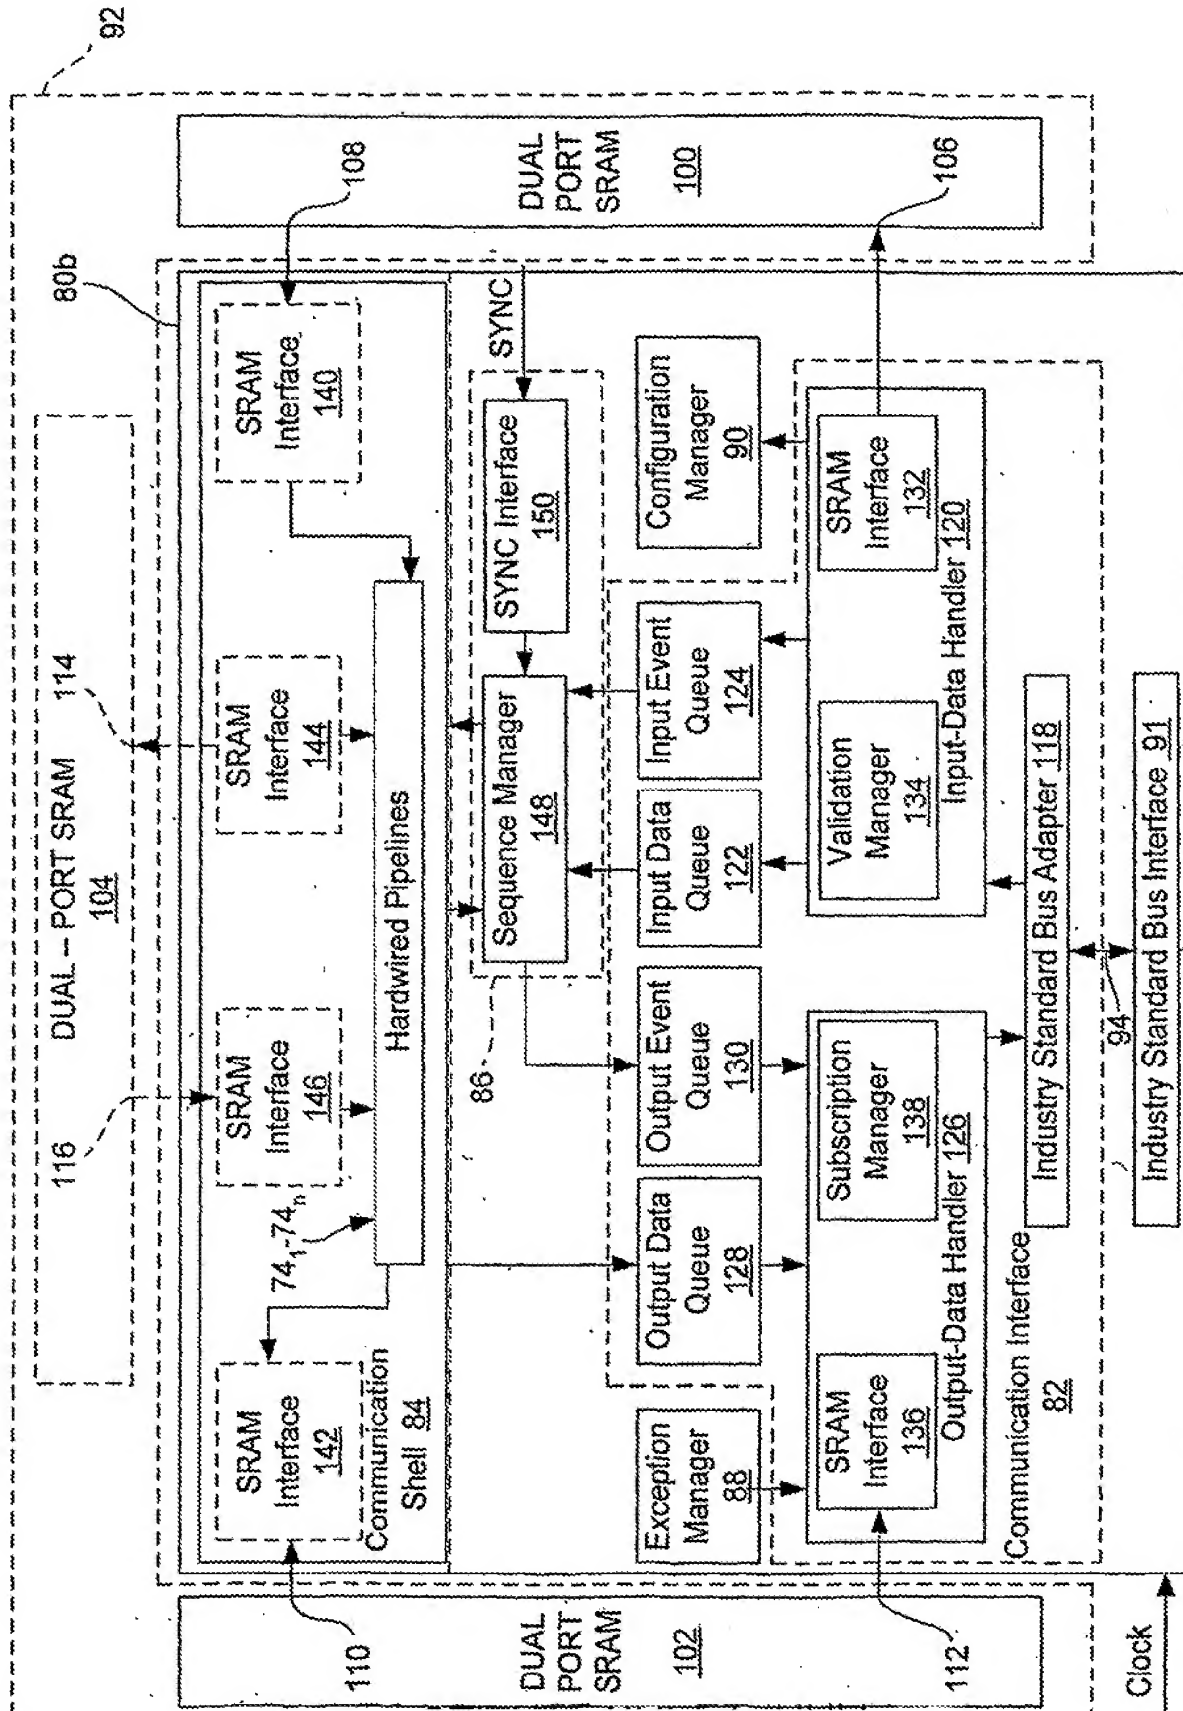 92
DUAL – PORT SRAM
104
116
114
80b
108
110
SRAM
Interface
142
SRAM
Interface
146
SRAM
Interface
144
SRAM
Interface
140
74₁-74ₙ
Hardwired Pipelines
Communication
Shell 84
DUAL
PORT
SRAM
102
DUAL
PORT
SRAM
100
86
Sequence Manager
148
SYNC Interface
150
SYNC
Exception
Manager
88
Output Data
Queue
128
Output Event
Queue
130
Input Data
Queue
122
Input Event
Queue
124
Configuration
Manager
90
SRAM
Interface
136
Subscription
Manager
138
Output-Data Handler 126
Validation
Manager
134
SRAM
Interface
132
Input-Data Handler 120
112
106
Communication Interface
82
Industry Standard Bus Adapter 118
94
Industry Standard Bus Interface 91
Clock